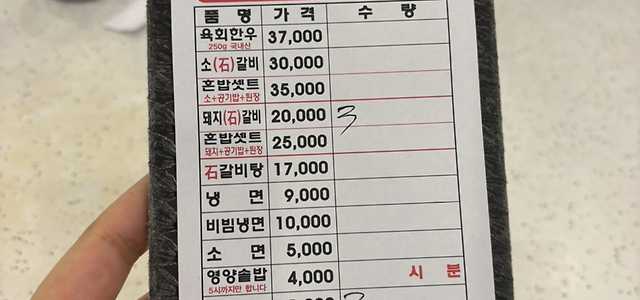 품 명 가 격 수 량
육회한우 37,000
250g 국내산
소(石)갈비 30,000
혼밥셋트 35,000
소+공기밥+된장
돼지(石)갈비 20,000 3
혼밥셋트 25,000
돼지+공기밥+된장
石갈비탕 17,000
냉 면 9,000
비빔냉면 10,000
소 면 5,000
영양솥밥 4,000 시 분
5시까지만 합니다